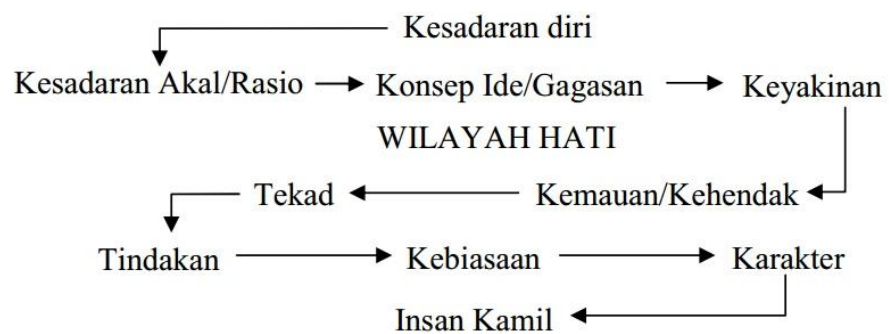 Kesadaran diri
Kesadaran Akal/Rasio Konsep Ide/Gagasan Keyakinan
WILAYAH HATI
Tekad Kemauan/Kehendak
Tindakan Kebiasaan Karakter
Insan Kamil